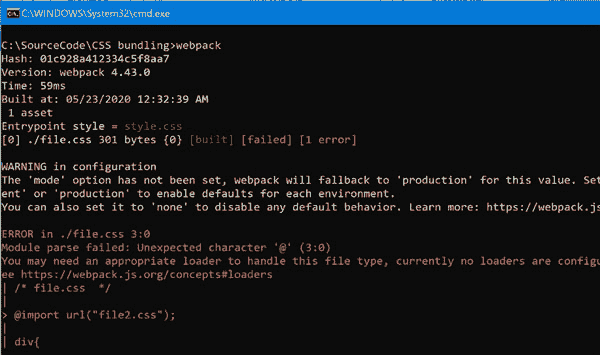 C:\WINDOWS\System32\cmd.exe
C:\SourceCode\CSS bundling>webpack
Hash: 01c928a412334c5f8aa7
Version: webpack 4.43.0
Time: 59ms
Built at: 05/23/2020 12:32:39 AM
1 asset
Entrypoint style = style.css
[0] ./file.css 301 bytes {0} [built] [failed] [1 error]
WARNING in configuration
The 'mode' option has not been set, webpack will fallback to 'production' for this value. Set
ent' or 'production' to enable defaults for each environment.
You can also set it to 'none' to disable any default behavior. Learn more: https://webpack.js
ERROR in ./file.css 3:0
Module parse failed: Unexpected character '@' (3:0)
You may need an appropriate loader to handle this file type, currently no loaders are configu
ee https://webpack.js.org/concepts#loaders
| /* file.css  */
|
> @import url("file2.css");
|
| div{